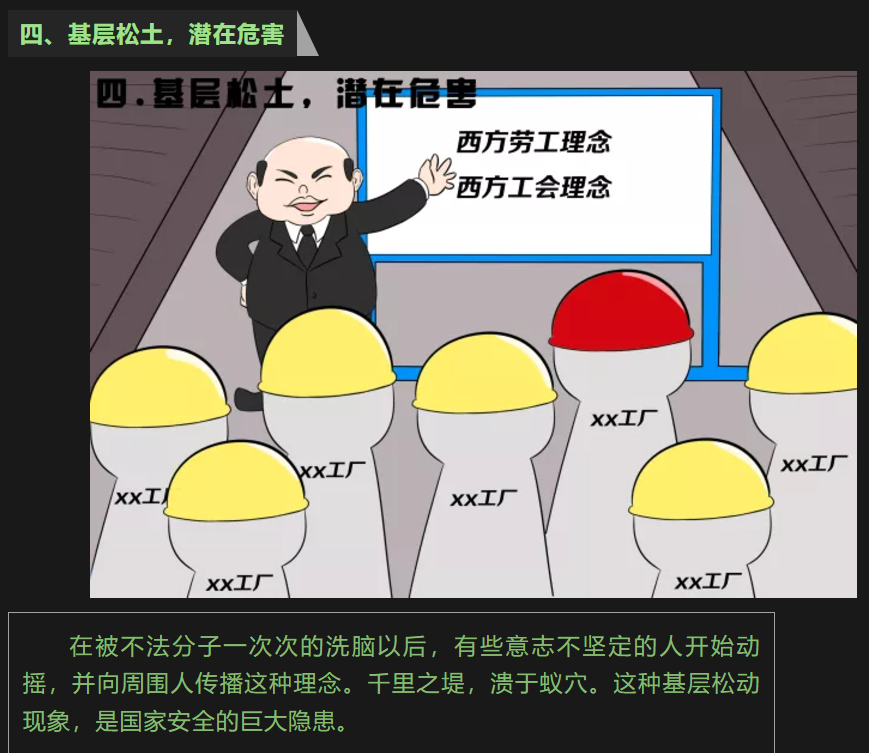 四、基层松土，潜在危害
四.基层松土，潜在危害
西方劳工理念
西方工会理念
xx工厂
xx工厂
xx工厂
xx工厂
xx工厂
xx工厂
xx工厂
在被不法分子一次次的洗脑以后，有些意志不坚定的人开始动
摇，并向周围人传播这种理念。千里之堤，溃于蚁穴。这种基层松动
现象，是国家安全的巨大隐患。